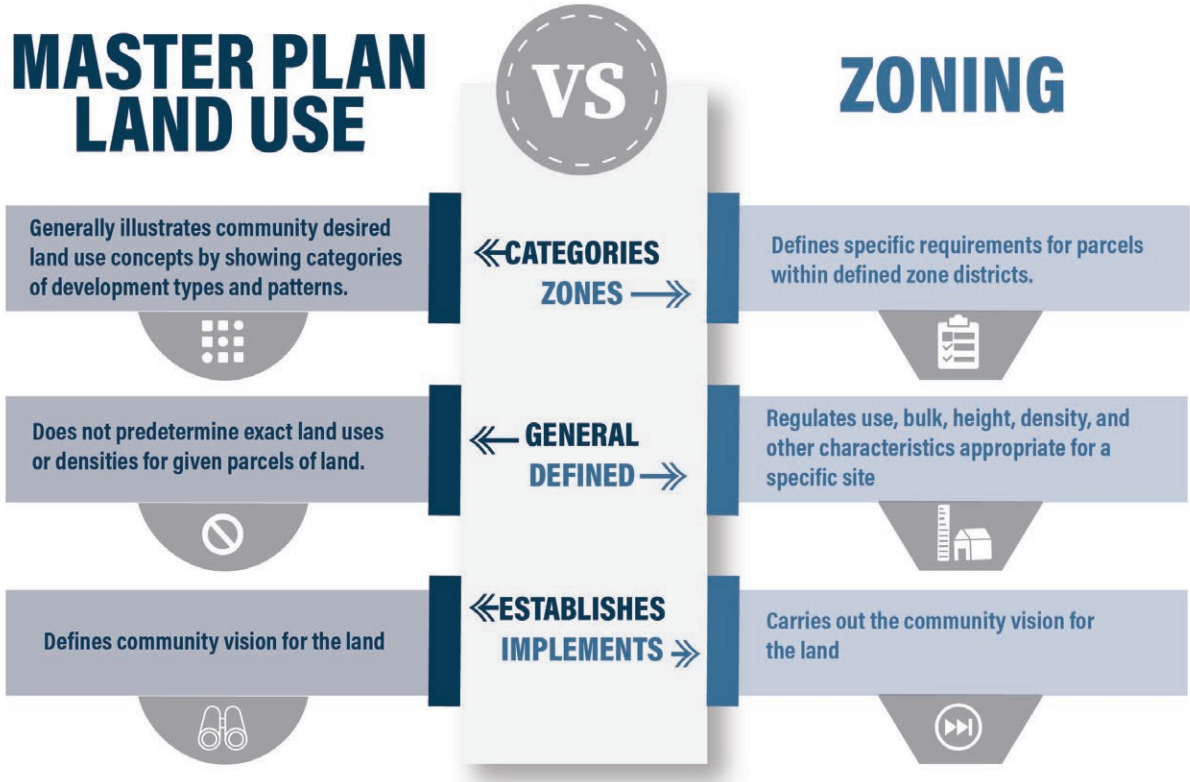 MASTER PLAN
LAND USE
VS
ZONING
Generally illustrates community desired
land use concepts by showing categories
of development types and patterns.
CATEGORIES
ZONES
Defines specific requirements for parcels
within defined zone districts.
Does not predetermine exact land uses
or densities for given parcels of land.
GENERAL
DEFINED
Regulates use, bulk, height, density, and
other characteristics appropriate for a
specific site
Defines community vision for the land
ESTABLISHES
IMPLEMENTS
Carries out the community vision for
the land